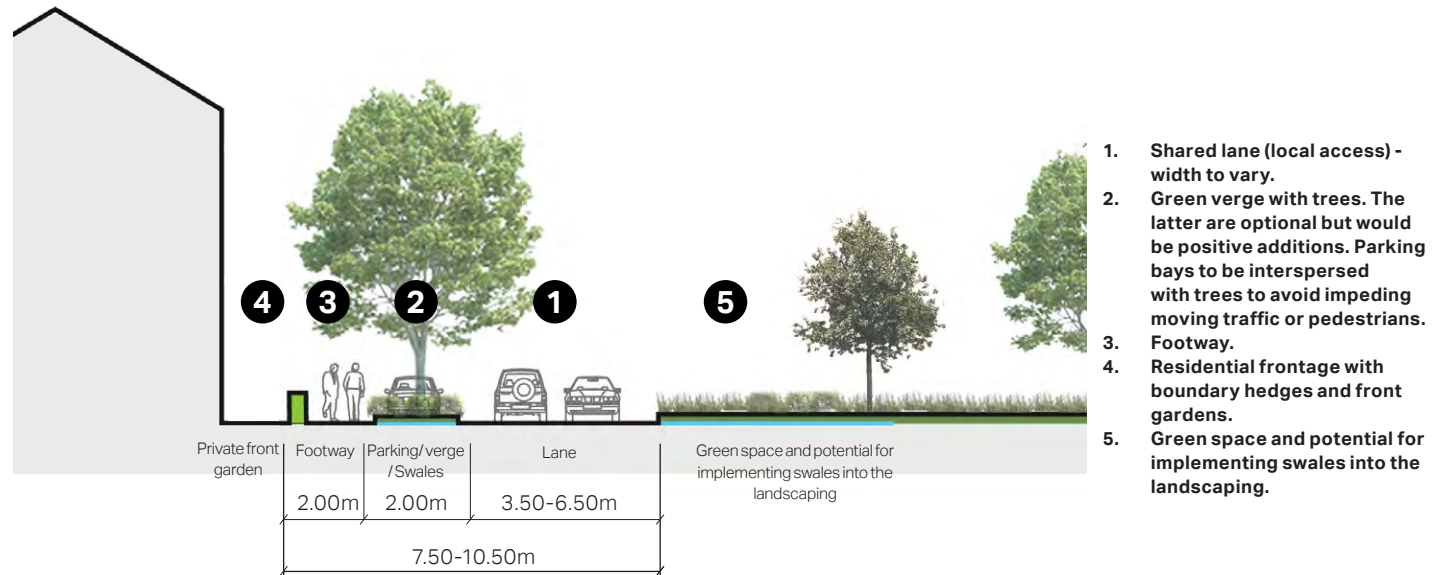 4
3
2
1
5
Private front
garden
Footway
Parking/verge
/Swales
Lane
Green space and potential for
implementing swales into the
landscaping
2.00m
2.00m
3.50-6.50m
7.50-10.50m
1. Shared lane (local access) -
width to vary.
2. Green verge with trees. The
latter are optional but would
be positive additions. Parking
bays to be interspersed
with trees to avoid impeding
moving traffic or pedestrians.
3. Footway.
4. Residential frontage with
boundary hedges and front
gardens.
5. Green space and potential for
implementing swales into the
landscaping.